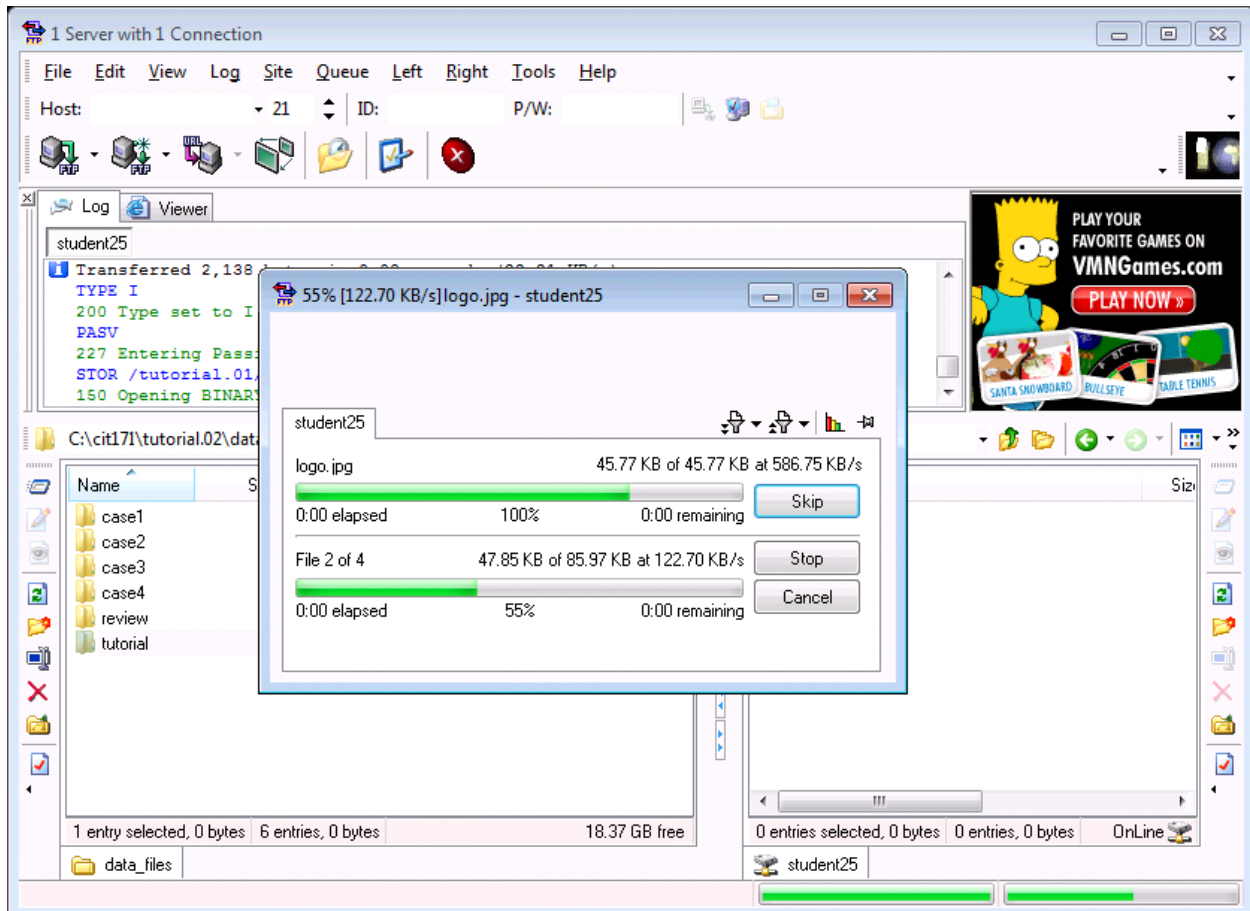 1 Server with 1 Connection
File Edit View Log Site Queue Left Right Tools Help
Host: 21 ID: P/W:
URL
FTP FTP
Log Viewer
student25
Transferred 2,138
TYPE I
200 Type set to I
PASV
227 Entering Pass
STOR /tutorial.01/
150 Opening BINARY
PLAY YOUR
FAVORITE GAMES ON
VMNGames.com
PLAY NOW »
SANTA SNOWBOARD BULLSEYE TABLE TENNIS
55% [122.70 KB/s]logo.jpg - student25
student25
logo.jpg 45.77 KB of 45.77 KB at 586.75 KB/s
Skip
0:00 elapsed 100% 0:00 remaining
File 2 of 4 47.85 KB of 85.97 KB at 122.70 KB/s Stop
Cancel
0:00 elapsed 55% 0:00 remaining
C:\cit171\tutorial.02\dat
Name S
case1
case2
case3
case4
review
tutorial
Siz
1 entry selected, 0 bytes 6 entries, 0 bytes 18.37 GB free
0 entries selected, 0 bytes 0 entries, 0 bytes OnLine
data_files
student25